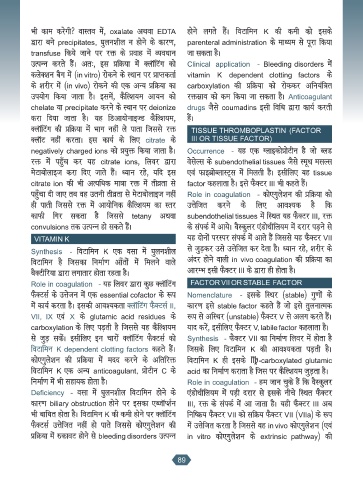 भी काम करेगी? वास्तव में, oxalate अथवा EDTA
द्वारा बने precipitates, घुलनशील न होने के कारण,
transfuse किये जाने पर रक्त के प्रवाह में व्यवधान
उत्पन्न करते हैं। अतः, इस प्रक्रिया में क्लॉटिंग को
कलेक्शन बैग में (in vitro) रोकने के स्थान पर प्राप्तकर्ता
के शरीर में (in vivo) रोकने की एक अन्य प्रक्रिया का
उपयोग किया जाता है। इसमें, कैल्शियम आयन को
chelate या precipitate करने के स्थान पर deionize
करा दिया जाता है। यह डिआयोनाइज्ड कैल्शियम,
क्लॉटिंग की प्रक्रिया में भाग नहीं ले पाता जिससे रक्त
क्लॉट नहीं करता। इस कार्य के लिए citrate के
negatively charged ions को प्रयुक्त किया जाता है।
रक्त में पहुँच कर यह citrate ions, लिवर द्वारा
मेटाबोलाइज कर दिए जाते हैं। ध्यान रहे, यदि इस
citrate ion की भी अत्यधिक मात्रा रक्त में तीव्रता से
पहुँचा दी जाए तब वह उतनी तीव्रता से मेटाबोलाइज नहीं
हो पाती जिससे रक्त में आयोनिक कैल्शियम का स्तर
काफी गिर सकता है जिससे tetany अथवा
convulsions तक उत्पन्न हो सकते हैं।
VITAMIN K
Synthesis - विटामिन K एक वसा में घुलनशील
विटामिन है जिसका निर्माण आँतों में मिलने वाले
बैक्टीरिया द्वारा लगातार होता रहता है।
Role in coagulation - यह लिवर द्वारा कुछ क्लॉटिंग
फैक्टर्स के उत्तेजन में एक essential cofactor के रूप
में कार्य करता है। इसकी आवश्यकता क्लॉटिंग फैक्टर्स II,
VII, IX एवं X के glutamic acid residues के
carboxylation के लिए पड़ती है जिससे वह कैल्शियम
से जुड़ सकें। इसीलिए इन चारों क्लॉटिंग फैक्टर्स को
विटामिन K dependent clotting factors कहते हैं।
कोएगुलेशन की प्रक्रिया में मदद करने के अतिरिक्त
विटामिन K एक अन्य anticoagulant, प्रोटीन C के
निर्माण में भी सहायक होता है।
Deficiency - वसा में घुलनशील विटामिन होने के
कारण biliary obstruction होने पर इसका एब्जॉर्प्शन
भी बाधित होता है। विटामिन K की कमी होने पर क्लॉटिंग
फैक्टर्स उत्तेजित नहीं हो पाते जिससे कोएगुलेशन की
प्रक्रिया में रुकावट होने से bleeding disorders उत्पन्न
होने लगते हैं। विटामिन K की कमी को इसके
parenteral administration के माध्यम से पूरा किया
जा सकता है।
Clinical application - Bleeding disorders में
vitamin K dependent clotting factors के
carboxylation की प्रक्रिया को रोककर अनियंत्रित
रक्तस्राव को कम किया जा सकता है। Anticoagulant
drugs जैसे coumarins इसी विधि द्वारा कार्य करती
हैं।
TISSUE THROMBOPLASTIN (FACTOR
III OR TISSUE FACTOR)
Occurrence - यह एक ग्लाइकोप्रोटीन है जो ब्लड
वेसेल्स के subendothelial tissues जैसे स्मूथ मसल्स
एवं फाइब्रोब्लास्ट्स में मिलती है। इसीलिए यह tissue
factor कहलाता है। इसे फैक्टर III भी कहते हैं।
Role in coagulation - कोएगुलेशन की प्रक्रिया को
उत्तेजित करने के लिए आवश्यक है कि
subendothelial tissues में स्थित यह फैक्टर III, रक्त
के संपर्क में आये। वैस्कुलर एंडोथीलियम में दरार पड़ने से
यह दोनों परस्पर संपर्क में आते हैं जिससे यह फैक्टर VII
से जुड़कर उसे उत्तेजित कर देता है। ध्यान रहे, शरीर के
अंदर होने वाली in vivo coagulation की प्रक्रिया का
आरम्भ इसी फैक्टर III के द्वारा ही होता है।
FACTOR VII OR STABLE FACTOR
Nomenclature - इसके स्थिर (stable) गुणों के
कारण इसे stable factor कहते हैं जो इसे तुलनात्मक
रूप से अस्थिर (unstable) फैक्टर V से अलग करते हैं।
याद करें, इसीलिए फैक्टर V, labile factor कहलाता है।
Synthesis - फैक्टर VII का निर्माण लिवर में होता है
जिसके लिए विटामिन K की आवश्यकता पड़ती है।
विटामिन K से इसके -carboxylated glutamic
acid का निर्माण कराता है जिस पर कैल्शियम जुड़ता है।
Role in coagulation - हम जान चुके हैं कि वैस्कुलर
एंडोथीलियम में पड़ी दरार से इसके नीचे स्थित फैक्टर
III, रक्त के संपर्क में आ जाता है। यही फैक्टर III अब
निष्क्रिय फैक्टर VII को सक्रिय फैक्टर VII (VIIa) के रूप
में उत्तेजित करता है जिससे वह in vivo कोएगुलेशन (एवं
in vitro कोएगुलेशन के extrinsic pathway) की
89